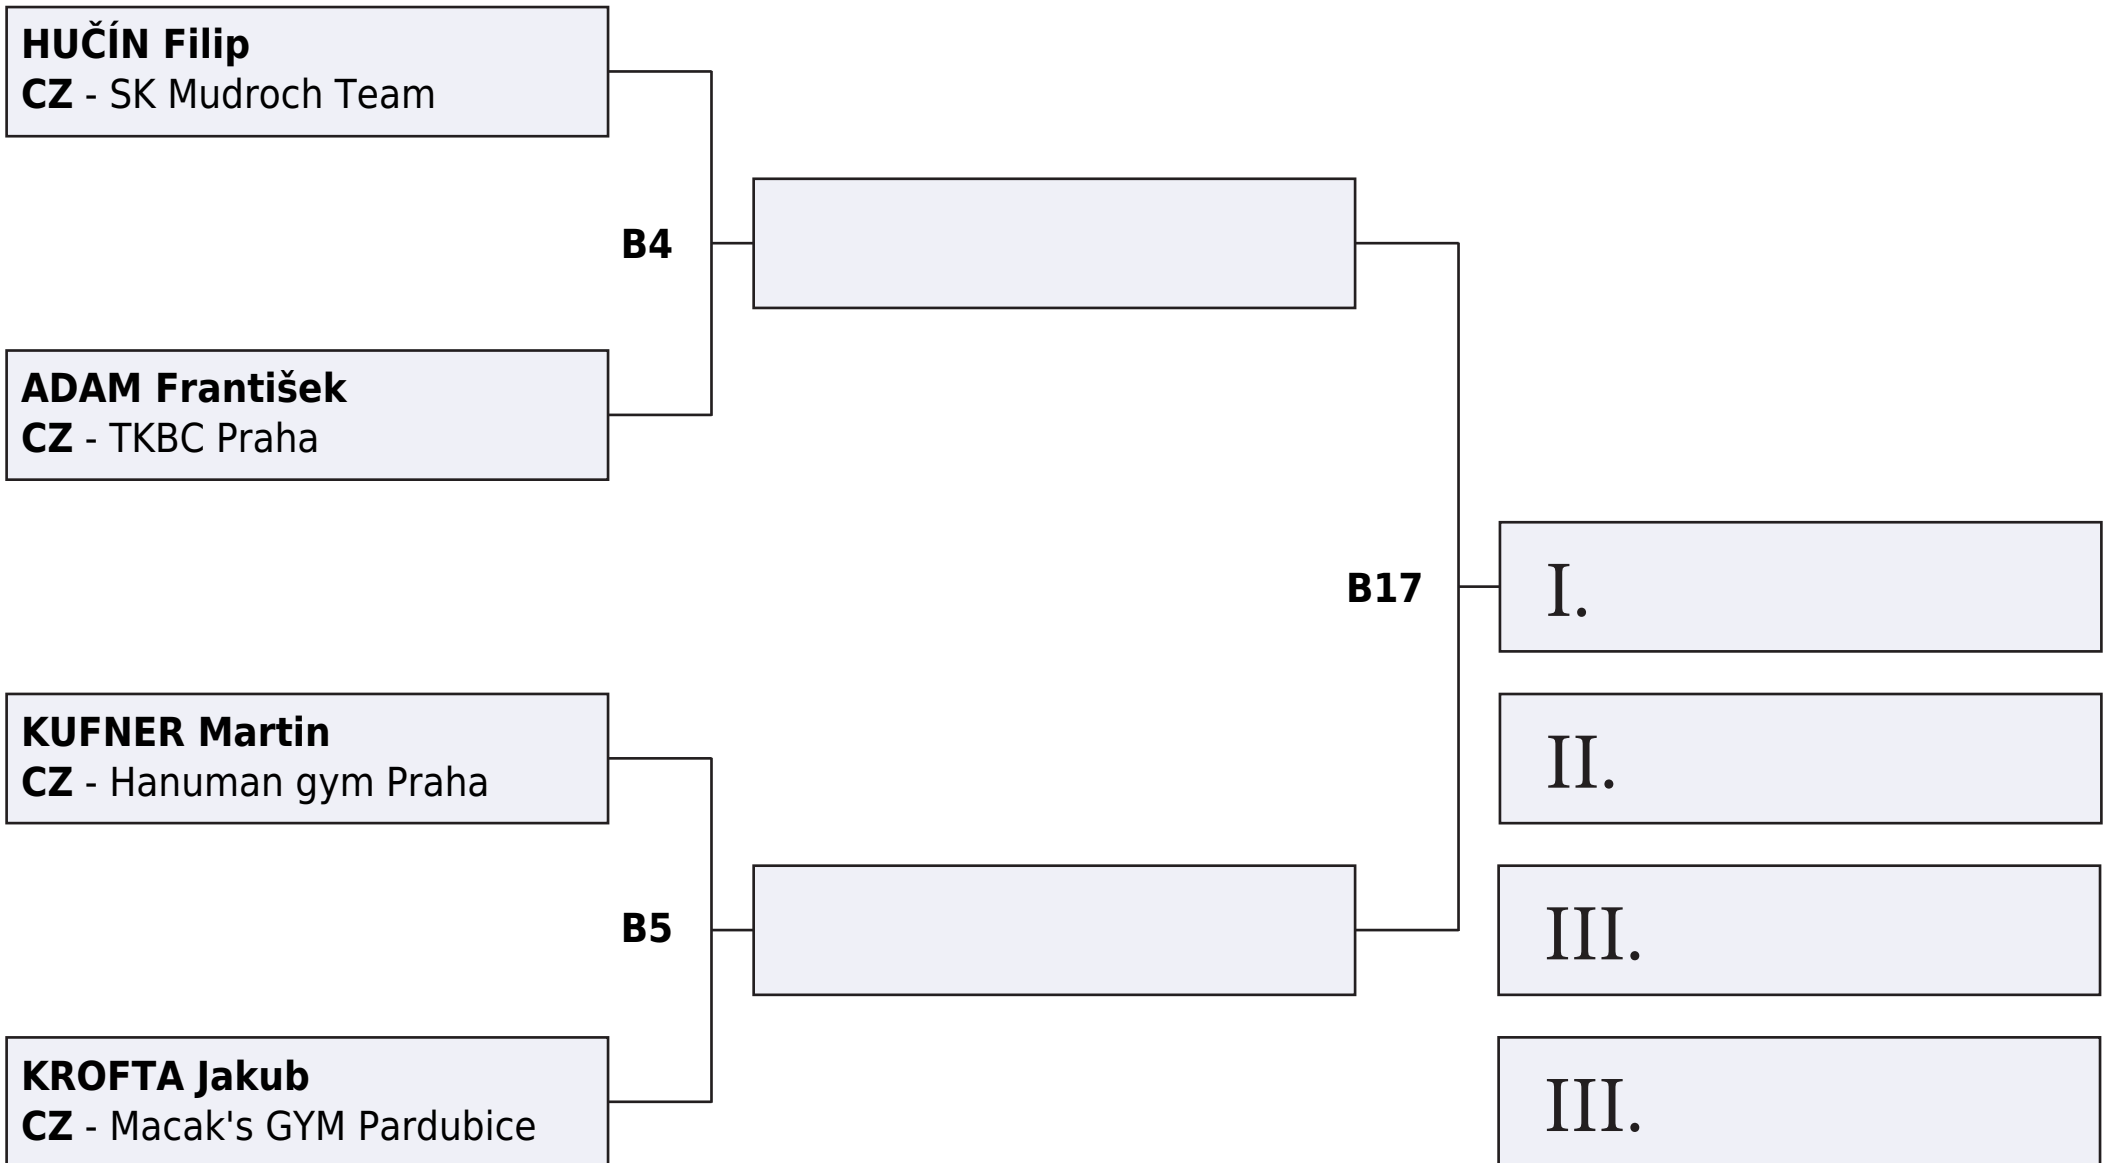 HUČÍN Filip
CZ - SK Mudroch Team
B4
ADAM František
CZ - TKBC Praha
B17
I.
KUFNER Martin
CZ - Hanuman gym Praha
II.
B5
III.
KROFTA Jakub
CZ - Macak's GYM Pardubice
III.